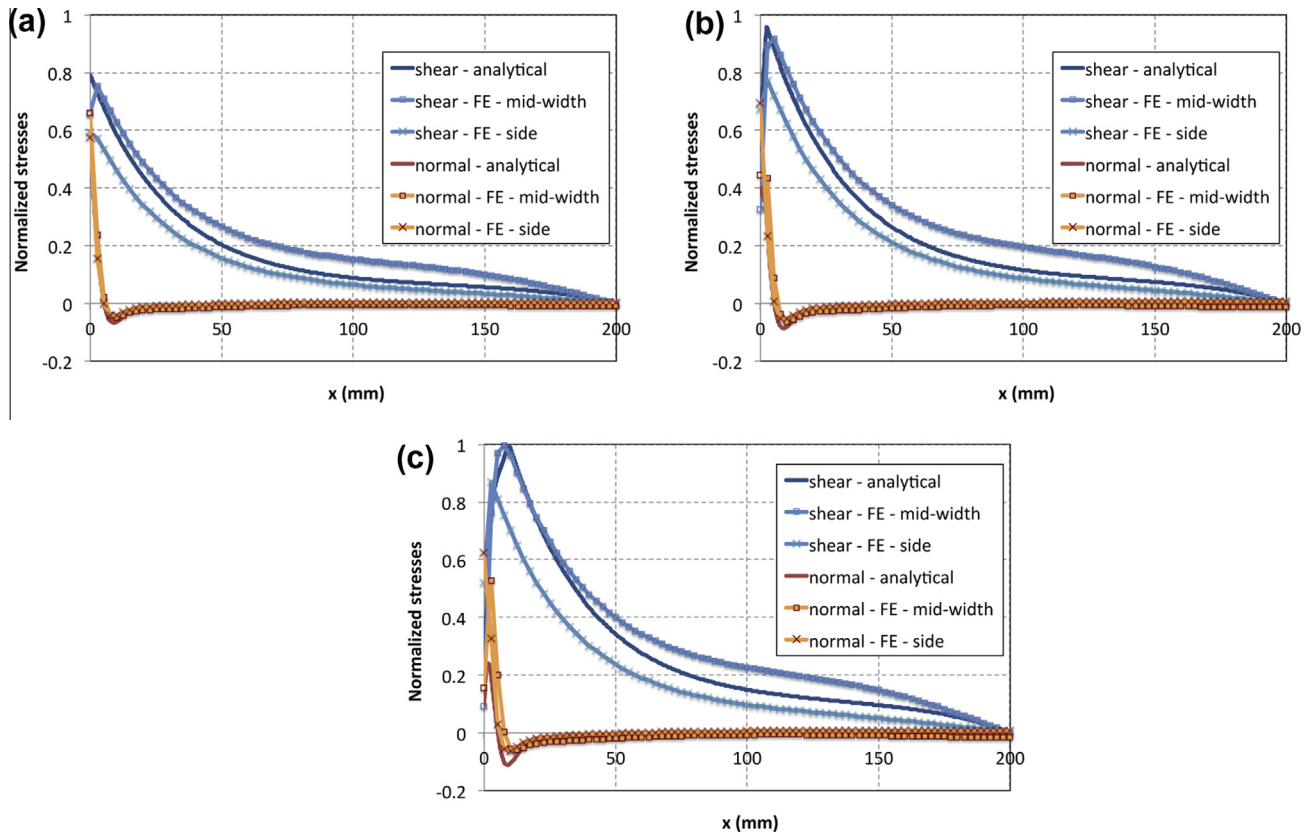 (a)
1
0.8
0.6
0.4
0.2
0
-0.2
0
50
100
150
200
Normalized stresses
x (mm)
shear - analytical
shear - FE - mid-width
shear - FE - side
normal - analytical
normal - FE - mid-width
normal - FE - side
(b)
1
0.8
0.6
0.4
0.2
0
-0.2
0
50
100
150
200
Normalized stresses
x (mm)
shear - analytical
shear - FE - mid-width
shear - FE - side
normal - analytical
normal - FE - mid-width
normal - FE - side
(c)
1
0.8
0.6
0.4
0.2
0
-0.2
0
50
100
150
200
Normalized stresses
x (mm)
shear - analytical
shear - FE - mid-width
shear - FE - side
normal - analytical
normal - FE - mid-width
normal - FE - side